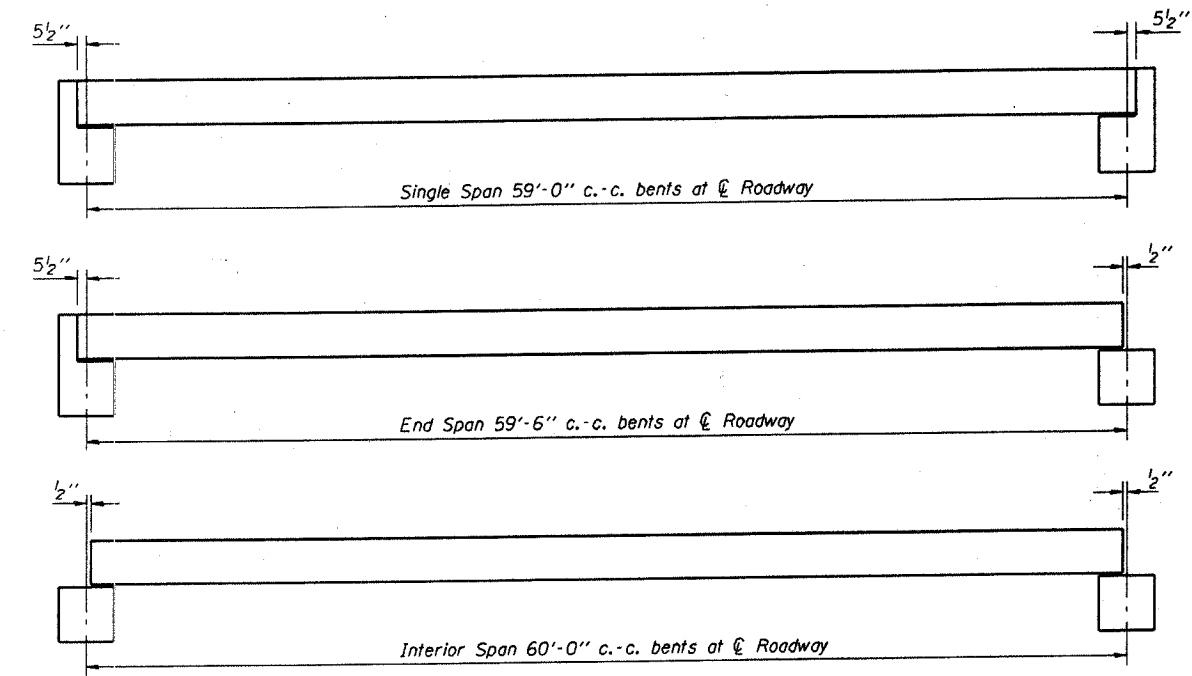 5½"
5½"
Single Span 59'-0" c.-c. bents at ℄ Roadway
5½"
½"
End Span 59'-6" c.-c. bents at ℄ Roadway
½"
½"
Interior Span 60'-0" c.-c. bents at ℄ Roadway